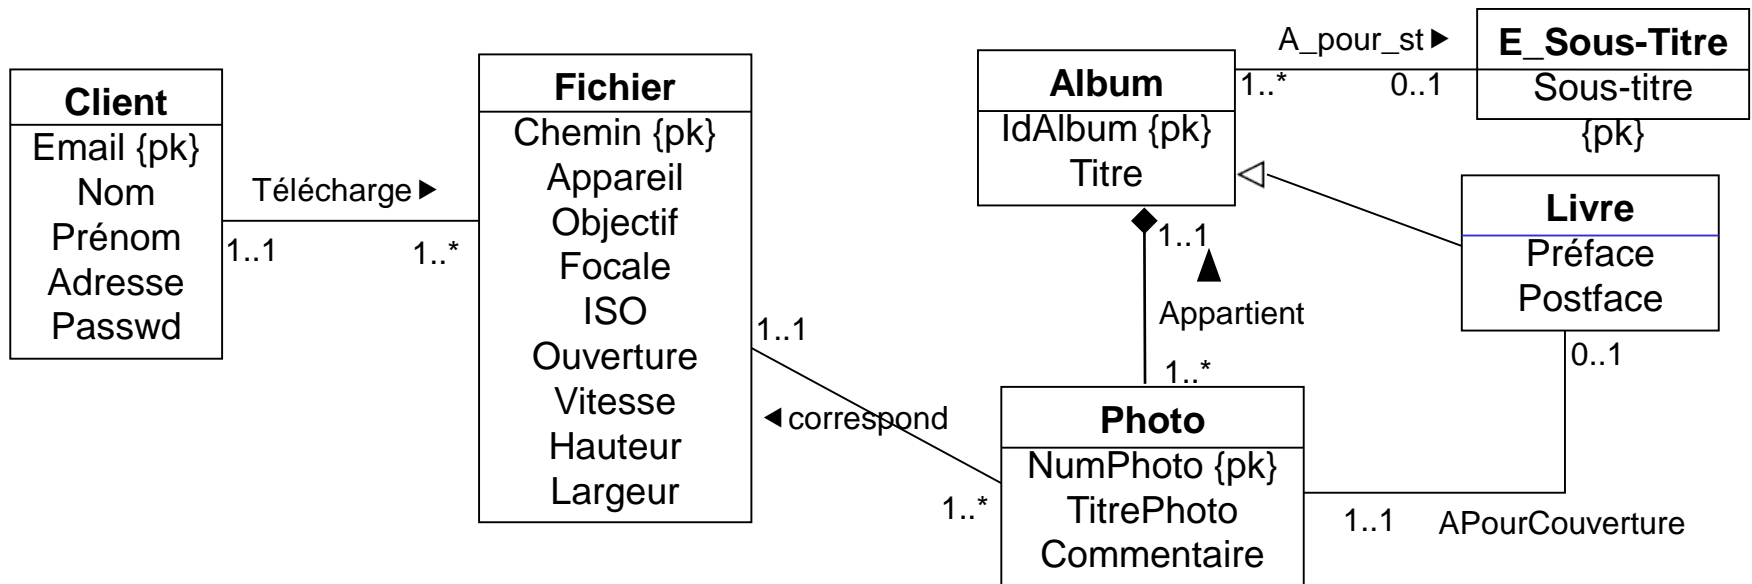 Client
Email {pk}
Nom
Prénom
Adresse
Passwd
Télécharge
1..1
1..*
Fichier
Chemin {pk}
Appareil
Objectif
Focale
ISO
Ouverture
Vitesse
Hauteur
Largeur
1..1
correspond
1..*
Album
IdAlbum {pk}
Titre
A_pour_st
1..*
0..1
E_Sous-Titre
Sous-titre
{pk}
Livre
Préface
Postface
1..1
Appartient
1..*
0..1
Photo
NumPhoto {pk}
TitrePhoto
Commentaire
1..1
APourCouverture